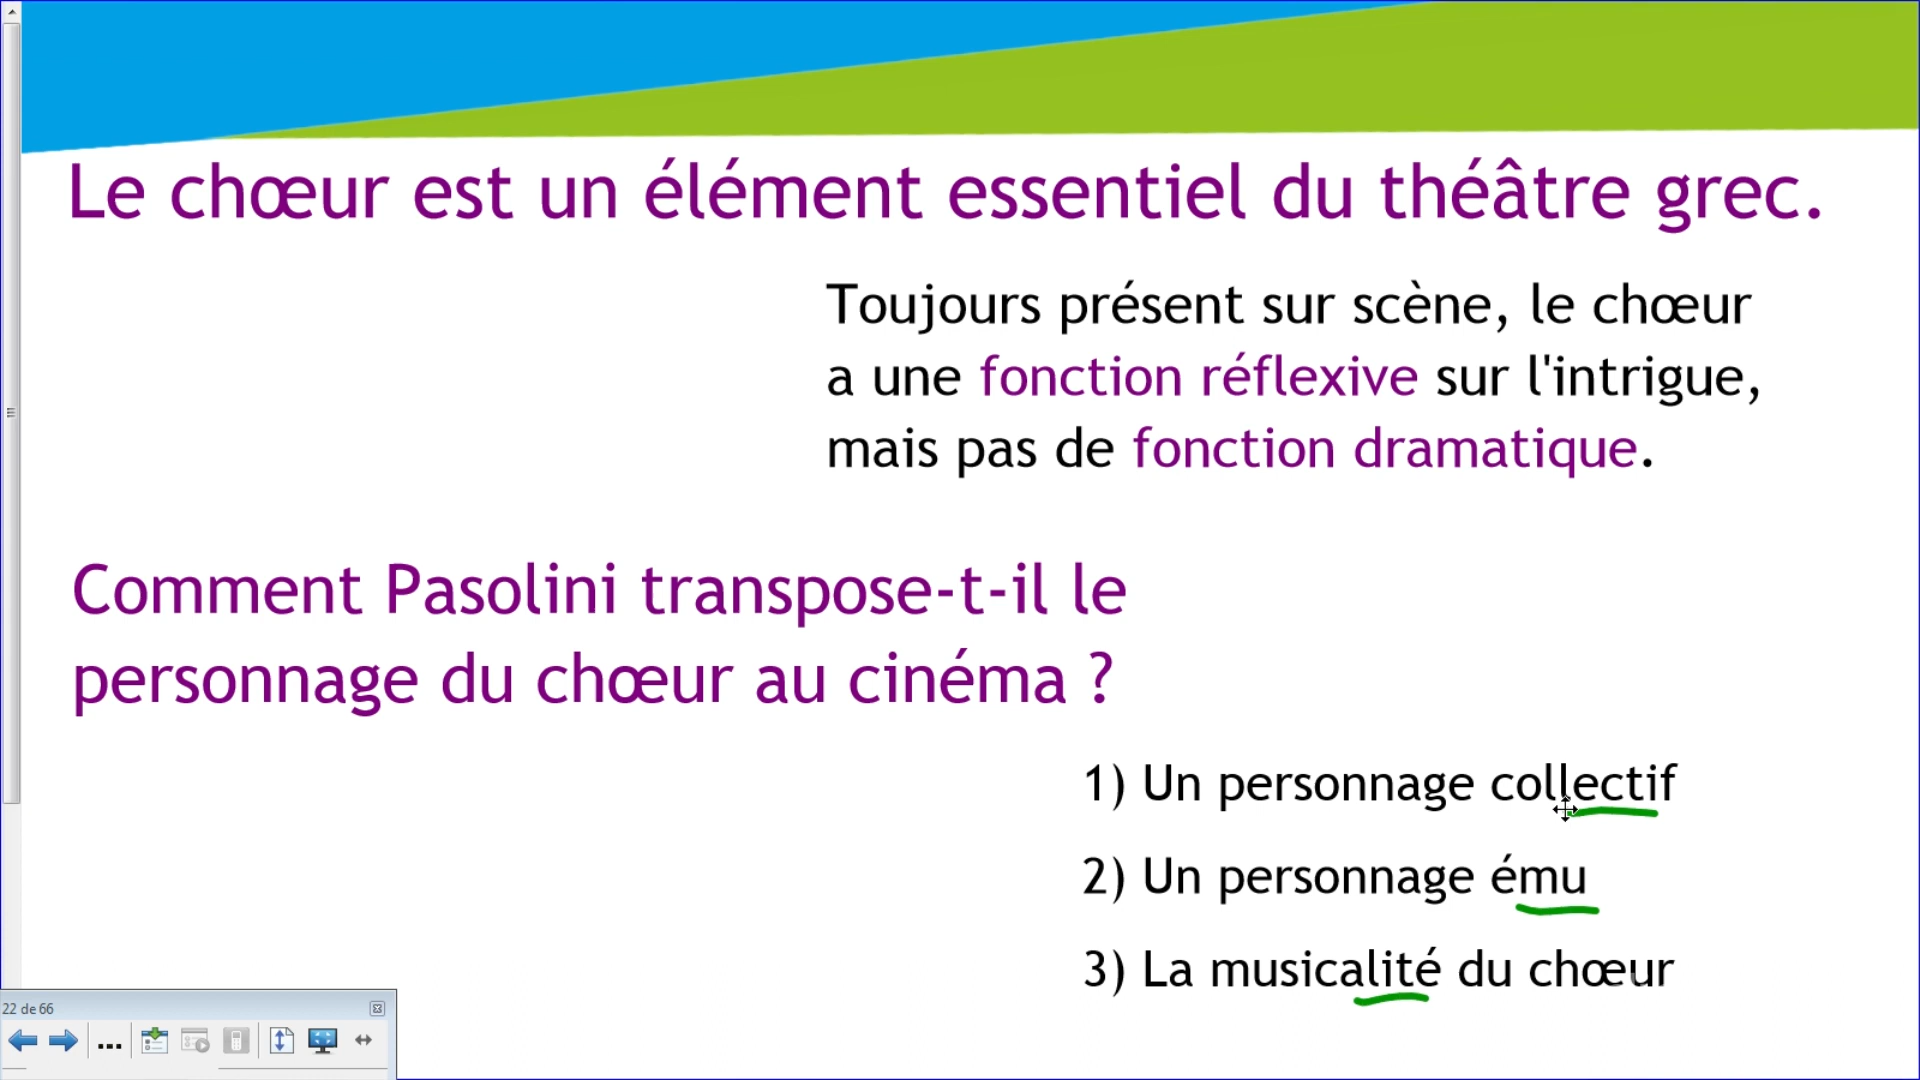 Le chœur est un élément essentiel du théâtre grec.
Toujours présent sur scène, le chœur
a une fonction réflexive sur l'intrigue,
mais pas de fonction dramatique.
Comment Pasolini transpose-t-il le
personnage du chœur au cinéma ?
1) Un personnage collectif
2) Un personnage ému
3) La musicalité du chœur
22 de 66
...